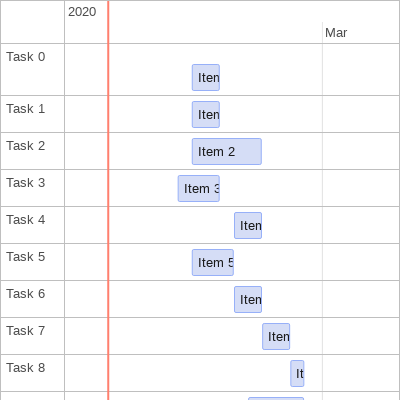 2020
Mar
Task 0
Iten
Task 1
Iten
Task 2
Item 2
Task 3
Item 3
Task 4
Iten
Task 5
Item 5
Task 6
Iten
Task 7
Iten
Task 8
It